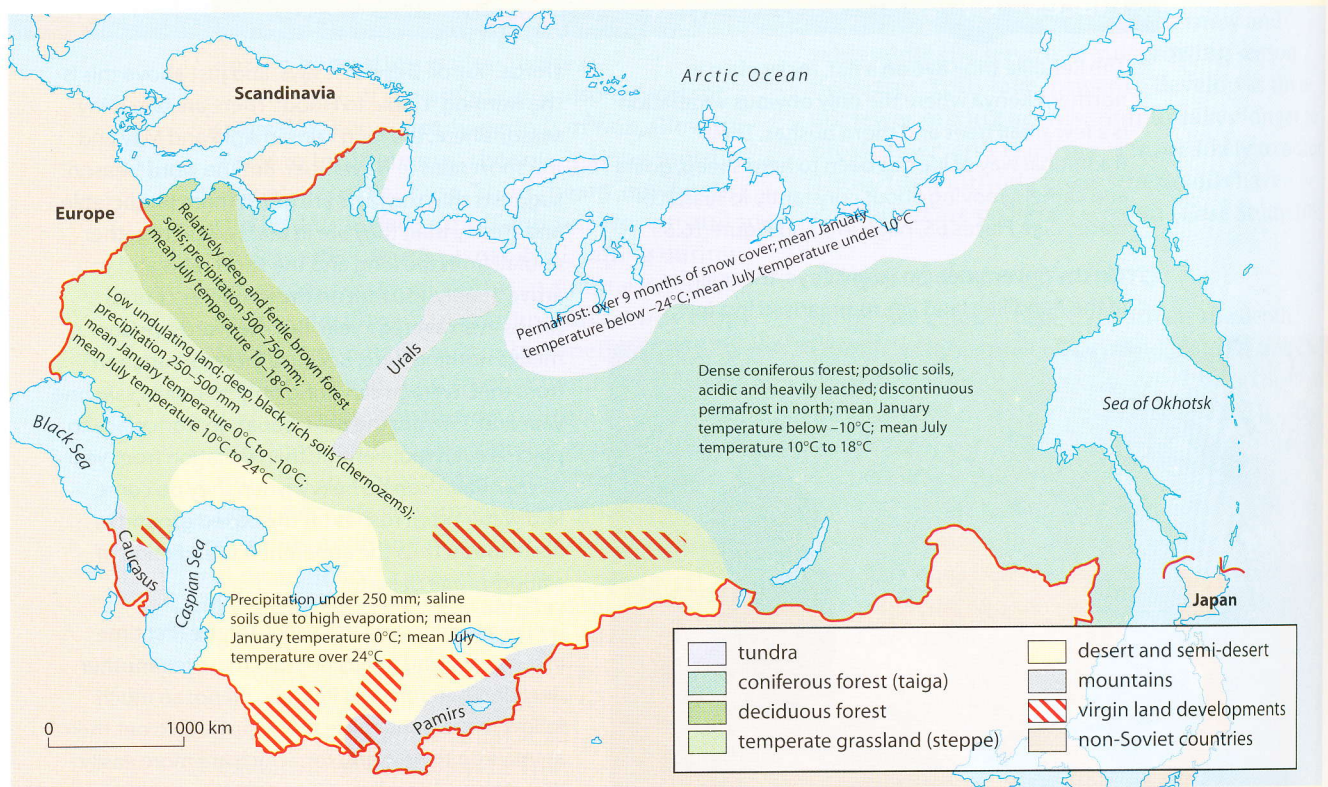 Arctic Ocean
Scandinavia
Europe
Relatively deep and fertile brown forest
soils; precipitation 500–750 mm;
mean July temperature 10–18°C
Low undulating land; deep, black, rich soils (chernozems);
precipitation 250–500 mm
mean January temperature 0°C to –10°C;
mean July temperature 10°C to 24°C
Urals
Permafrost: over 9 months of snow cover; mean January
temperature below –24°C; mean July temperature under 10°C
Dense coniferous forest; podsolic soils,
acidic and heavily leached; discontinuous
permafrost in north; mean January
temperature below –10°C; mean July
temperature 10°C to 18°C
Sea of Okhotsk
Black Sea
Caucasus
Caspian Sea
Precipitation under 250 mm; saline
soils due to high evaporation; mean
January temperature 0°C; mean July
temperature over 24°C
Japan
Pamirs
0 1000 km
tundra
coniferous forest (taiga)
deciduous forest
temperate grassland (steppe)
desert and semi-desert
mountains
virgin land developments
non-Soviet countries